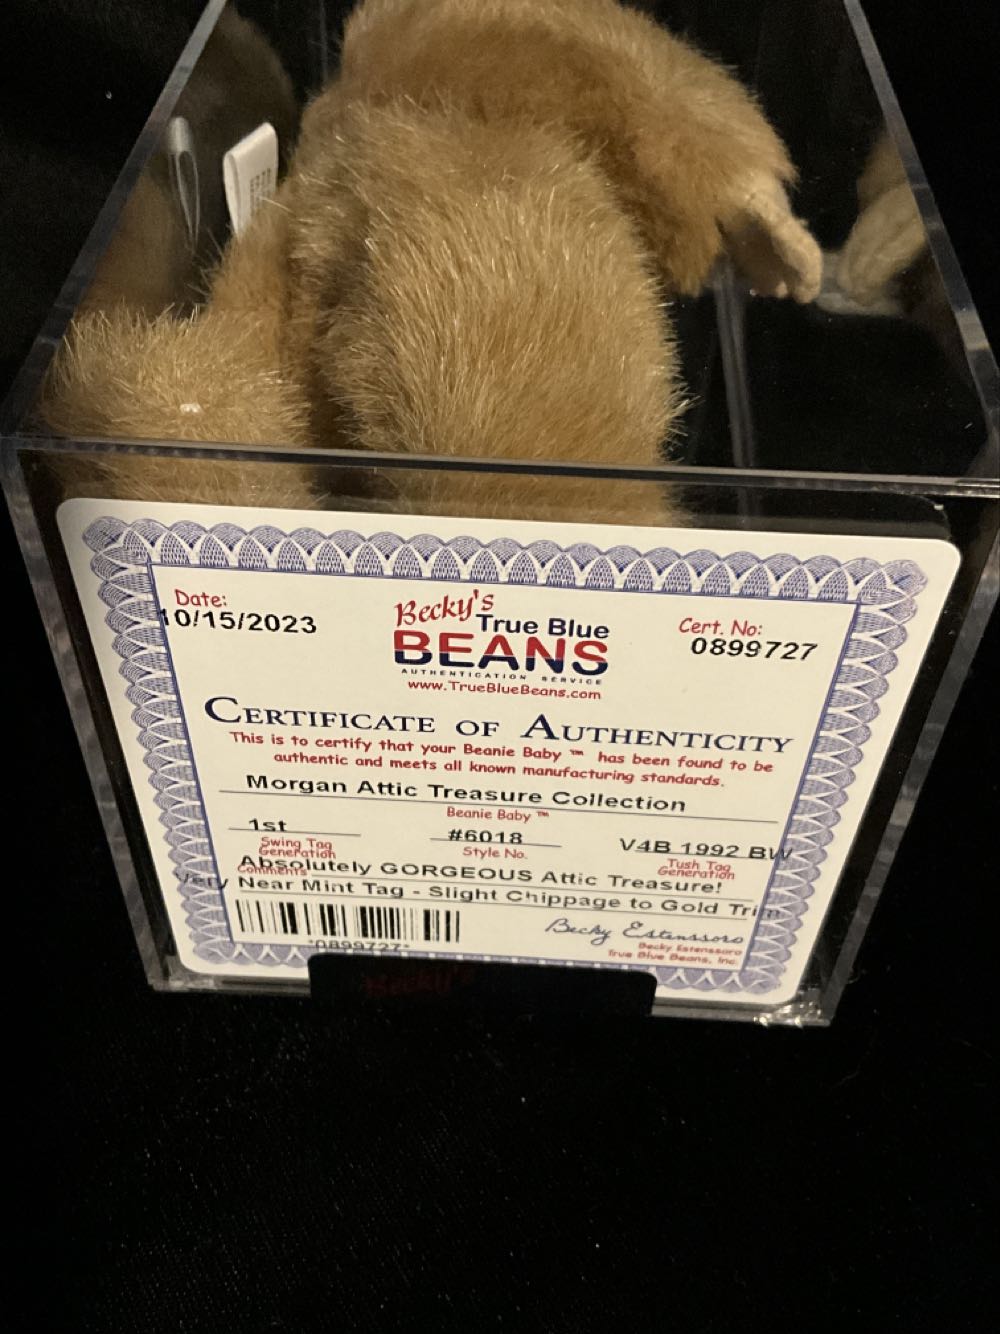 Date:
10/15/2023
Becky's
True Blue
BEANS
AUTHENTICATION SERVICE
www.TrueBlueBeans.com
Cert. No:
0899727
CERTIFICATE OF AUTHENTICITY
This is to certify that your Beanie Baby ™ has been found to be
authentic and meets all known manufacturing standards.
Morgan Attic Treasure Collection
Beanie Baby ™
1st
Swing Tag
Generation
#6018
Style No.
V4B 1992 BW
Tush Tag
Generation
Comments
Absolutely GORGEOUS Attic Treasure!
Very Near Mint Tag - Slight Chippage to Gold Trim
*0899727*
Becky Estenssoro
Becky Estenssoro
True Blue Beans, Inc.
Becky's